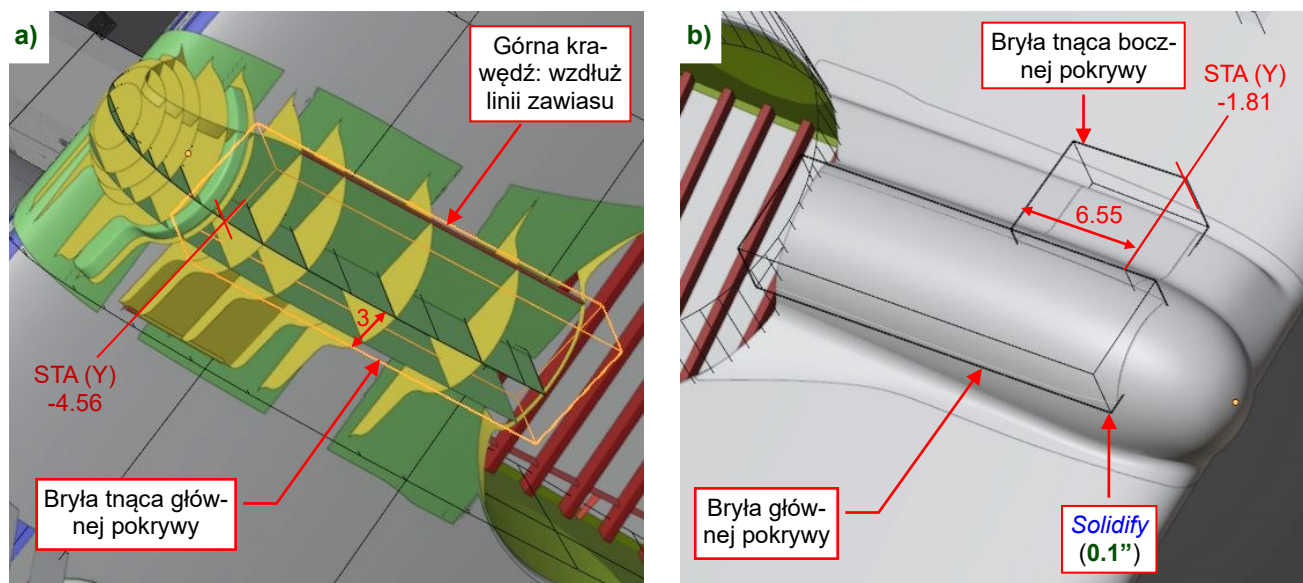 a)
Górna kra-
wędź: wzdłuż
linii zawiasu
3
STA (Y)
-4.56
Bryła tnąca głów-
nej pokrywy
b)
Bryła tnąca bocz-
nej pokrywy
STA (Y)
-1.81
6.55
Bryła głów-
nej pokrywy
Solidify
(0.1”)